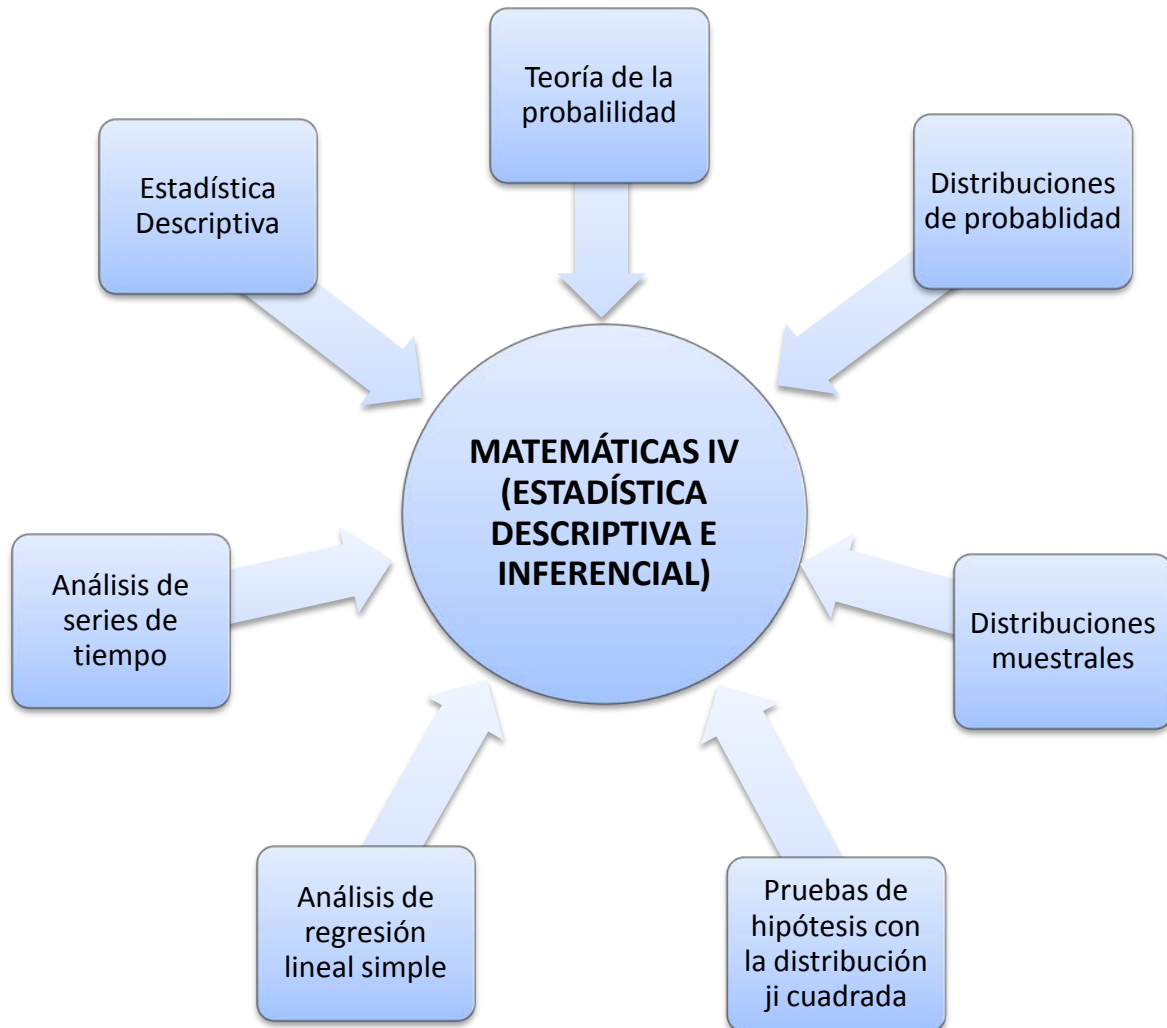 Teoría de la
probalilidad
Estadística
Descriptiva
Distribuciones
de probablidad
MATEMÁTICAS IV
(ESTADÍSTICA
DESCRIPTIVA E
INFERENCIAL)
Análisis de
series de
tiempo
Distribuciones
muestrales
Análisis de
regresión
lineal simple
Pruebas de
hipótesis con
la distribución
ji cuadrada